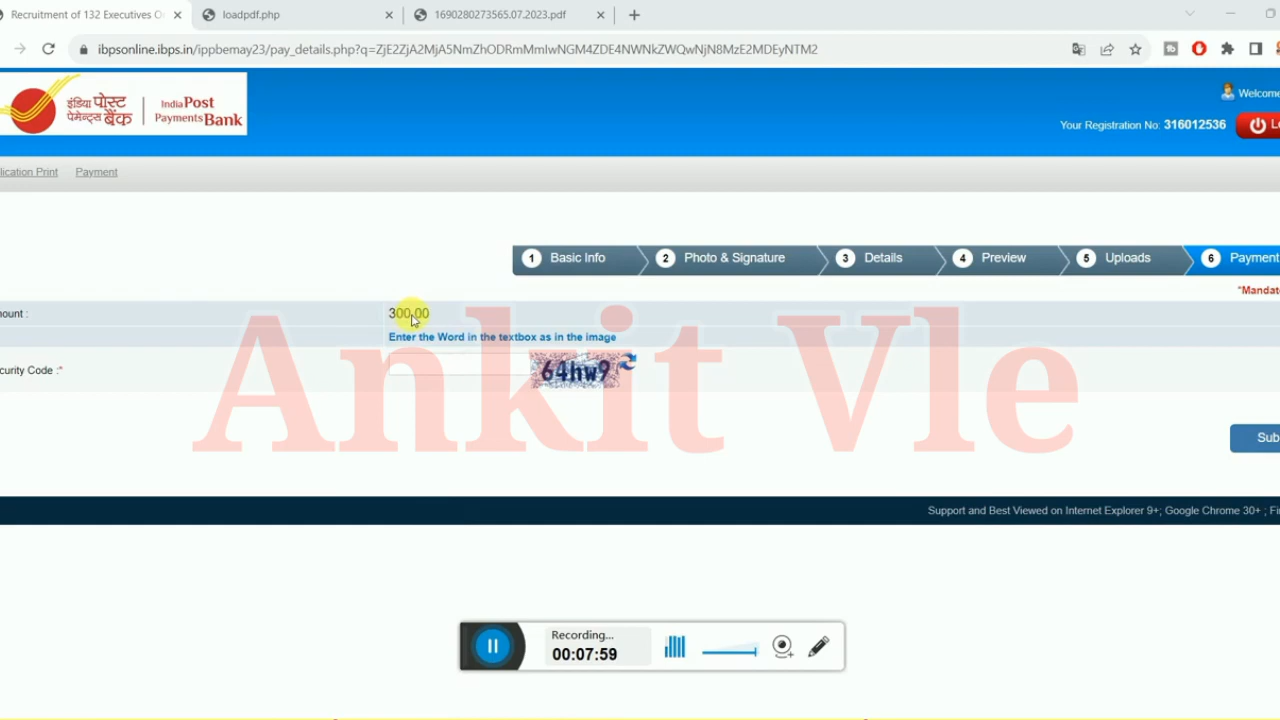 Recruitment of 132 Executives O
loadpdf.php
1690280273565.07.2023.pdf
ibpsonline.ibps.in/ippbemay23/pay_details.php?q=ZjE2ZjA2MjA5NmZhODRmMmIwNGM4ZDE4NWNkZWQwNjN8MzE2MDEyNTM2
इंडिया पोस्ट
पेमेन्ट्स बैंक
India Post
Payments Bank
Welcome
Your Registration No: 316012536
lication Print Payment
1 Basic Info 2 Photo & Signature 3 Details 4 Preview 5 Uploads 6 Payment
*Mandat
nount : 300.00
Enter the Word in the textbox as in the image
curity Code :* 64hw9
Ankit Vle
Sub
Support and Best Viewed on Internet Explorer 9+; Google Chrome 30+ ; Fi
Recording...
00:07:59